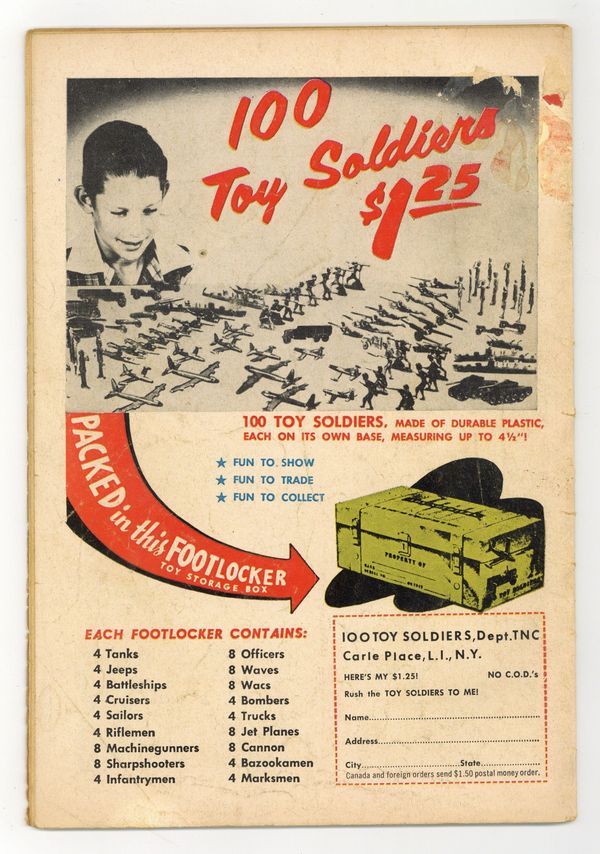 100
Toy Soldiers
$1.25
100 TOY SOLDIERS, MADE OF DURABLE PLASTIC,
EACH ON ITS OWN BASE, MEASURING UP TO 4½"!
★ FUN TO SHOW
★ FUN TO TRADE
★ FUN TO COLLECT
PACKED in this FOOTLOCKER
TOY STORAGE BOX
PROPERTY OF
TOY SOLDIERS
EACH FOOTLOCKER CONTAINS:
4 Tanks
4 Jeeps
4 Battleships
4 Cruisers
4 Sailors
4 Riflemen
8 Machinegunners
8 Sharpshooters
4 Infantrymen
8 Officers
8 Waves
8 Wacs
4 Bombers
4 Trucks
8 Jet Planes
8 Cannon
4 Bazookamen
4 Marksmen
100 TOY SOLDIERS, Dept. TNC
Carle Place, L.I., N.Y.
HERE'S MY $1.25! NO C.O.D.'s
Rush the TOY SOLDIERS TO ME!
Name
Address
City State
Canada and foreign orders send $1.50 postal money order.